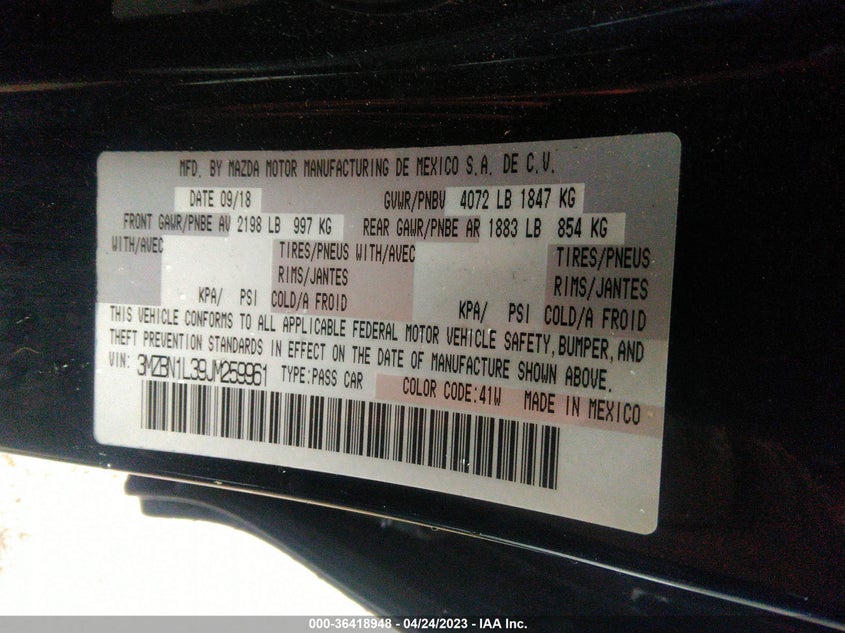 MFD. BY MAZDA MOTOR MANUFACTURING DE MEXICO S.A. DE C.V.
DATE 09/18 GVWR/PNBV 4072 LB 1847 KG
FRONT GAWR/PNBE AV 2198 LB 997 KG REAR GAWR/PNBE AR 1883 LB 854 KG
WITH/AVEC TIRES/PNEUS WITH/AVEC TIRES/PNEUS
RIMS/JANTES RIMS/JANTES
KPA/ PSI COLD/A FROID KPA/ PSI COLD/A FROID
THIS VEHICLE CONFORMS TO ALL APPLICABLE FEDERAL MOTOR VEHICLE SAFETY, BUMPER, AND
THEFT PREVENTION STANDARDS IN EFFECT ON THE DATE OF MANUFACTURE SHOWN ABOVE.
VIN: 3MZBN1L39JM259961 TYPE:PASS CAR COLOR CODE:41W MADE IN MEXICO
000-36418948 - 04/24/2023 - IAA Inc.